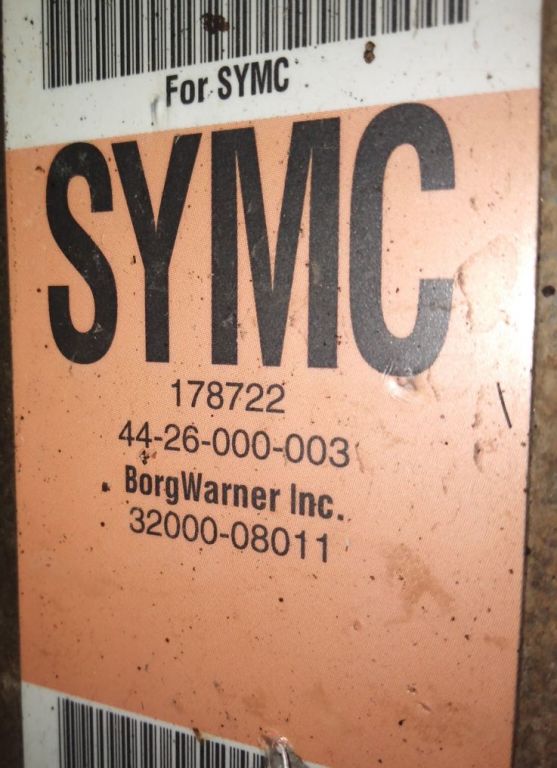 For SYMC
SYMC
178722
44-26-000-003
BorgWarner Inc.
32000-08011